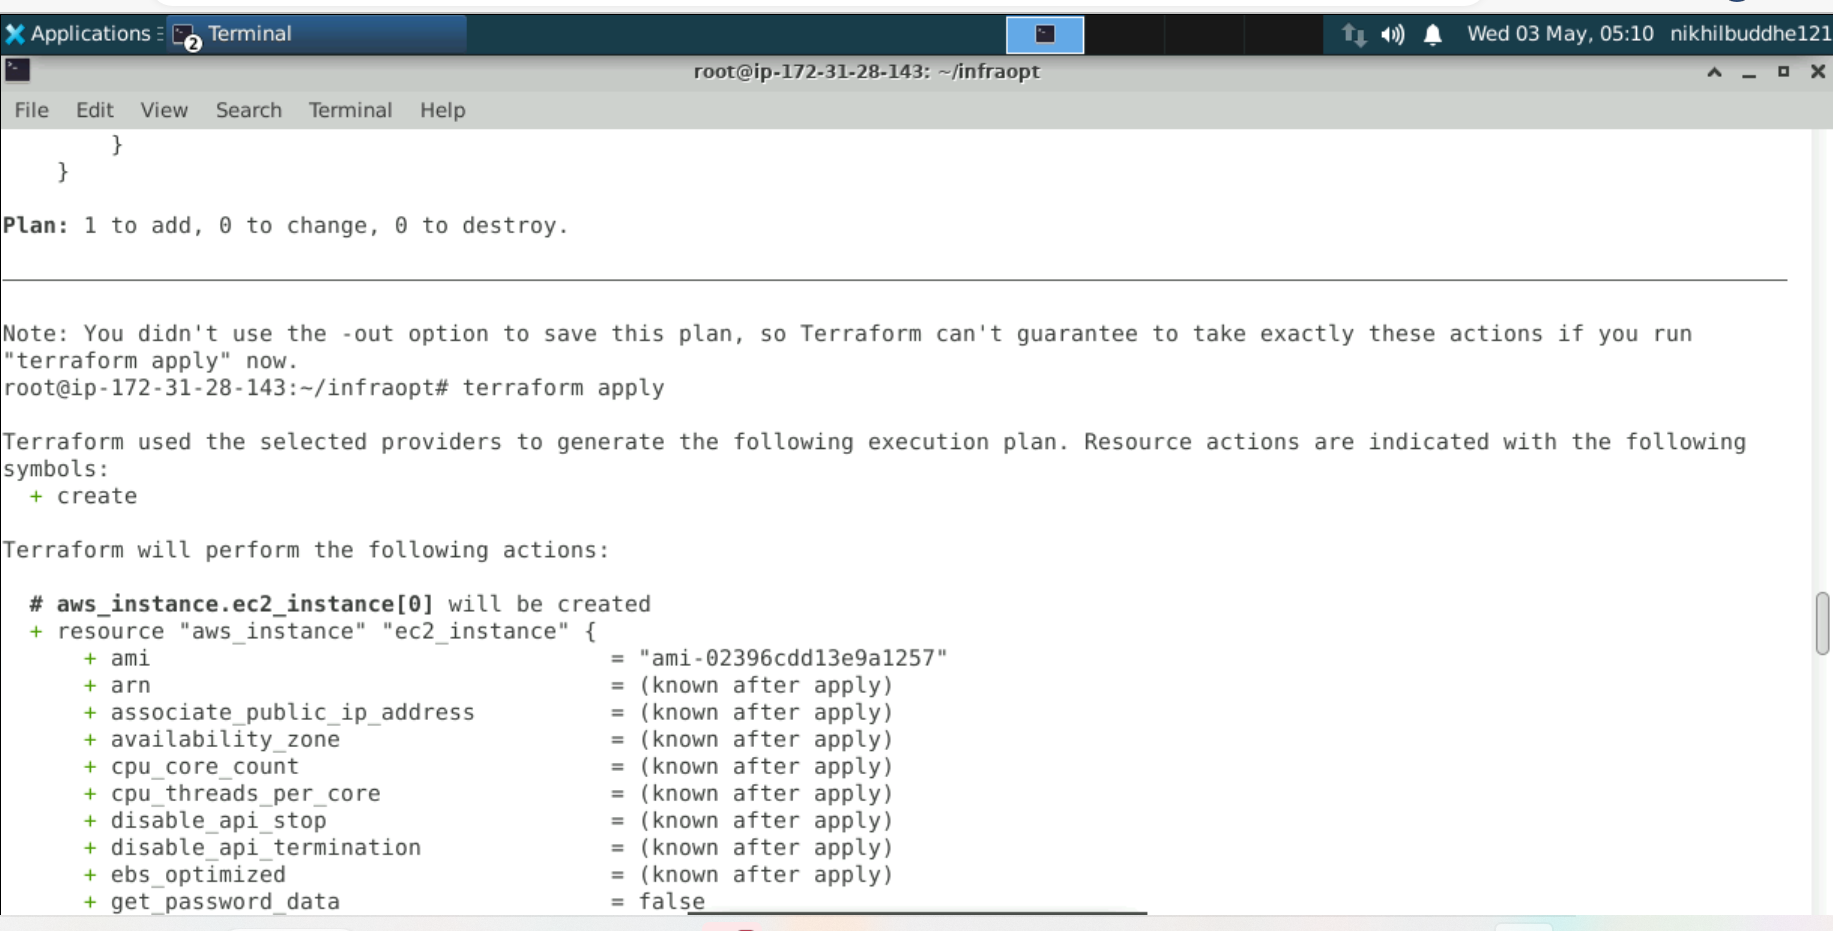 Applications
2 Terminal
Wed 03 May, 05:10 nikhilbuddhe121
root@ip-172-31-28-143: ~/infraopt
File Edit View Search Terminal Help
}
}
Plan: 1 to add, 0 to change, 0 to destroy.
Note: You didn't use the -out option to save this plan, so Terraform can't guarantee to take exactly these actions if you run
"terraform apply" now.
root@ip-172-31-28-143:~/infraopt# terraform apply
Terraform used the selected providers to generate the following execution plan. Resource actions are indicated with the following
symbols:
+ create
Terraform will perform the following actions:
# aws_instance.ec2_instance[0] will be created
+ resource "aws_instance" "ec2_instance" {
+ ami = "ami-02396cdd13e9a1257"
+ arn = (known after apply)
+ associate_public_ip_address = (known after apply)
+ availability_zone = (known after apply)
+ cpu_core_count = (known after apply)
+ cpu_threads_per_core = (known after apply)
+ disable_api_stop = (known after apply)
+ disable_api_termination = (known after apply)
+ ebs_optimized = (known after apply)
+ get_password_data = false